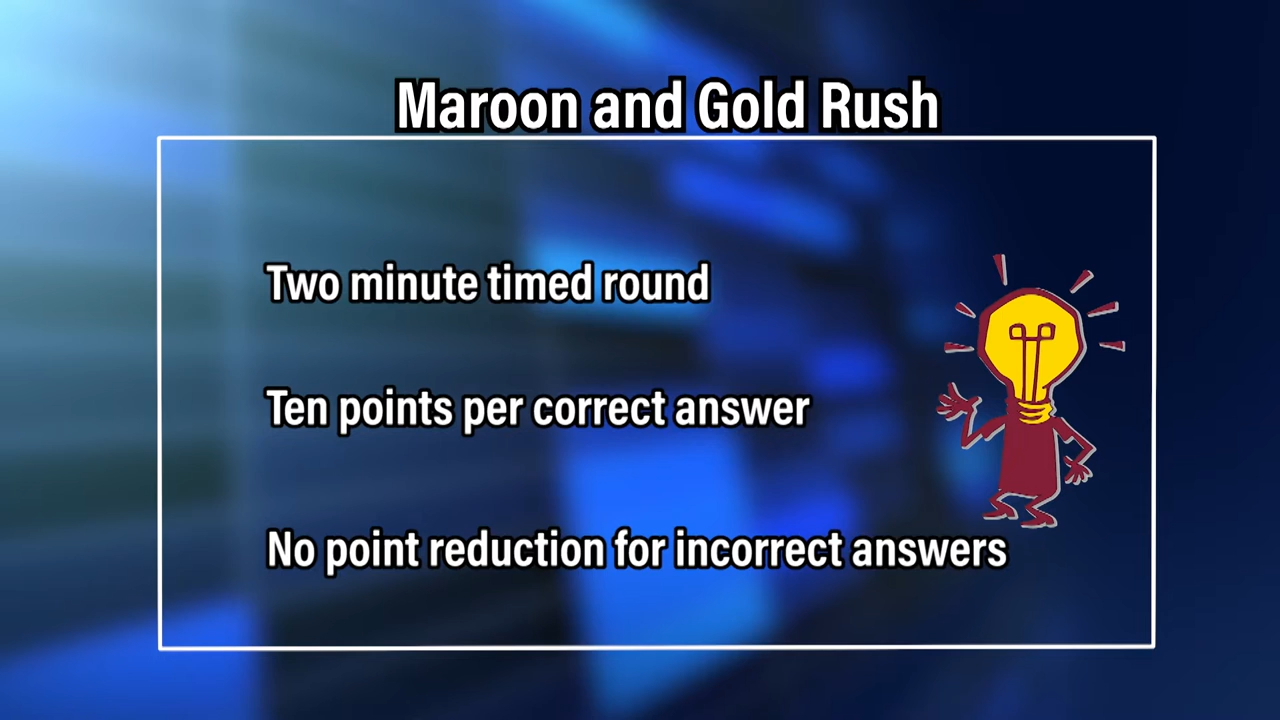 Maroon and Gold Rush
Two minute timed round
Ten points per correct answer
No point reduction for incorrect answers